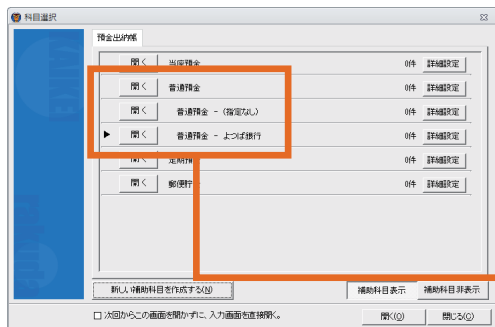 科目選択
預金出納帳
開く 当座預金 0件 詳細設定
開く 普通預金 0件 詳細設定
開く 普通預金 － (指定なし) 0件 詳細設定
▶ 開く 普通預金 － よつば銀行 0件 詳細設定
開く 定期預 0件 詳細設定
開く 郵便貯 0件 詳細設定
新しい補助科目を作成する(N) 補助科目表示 補助科目非表示
次回からこの画面を開かずに、入力画面を直接開く。 開く(O) 閉じる(C)